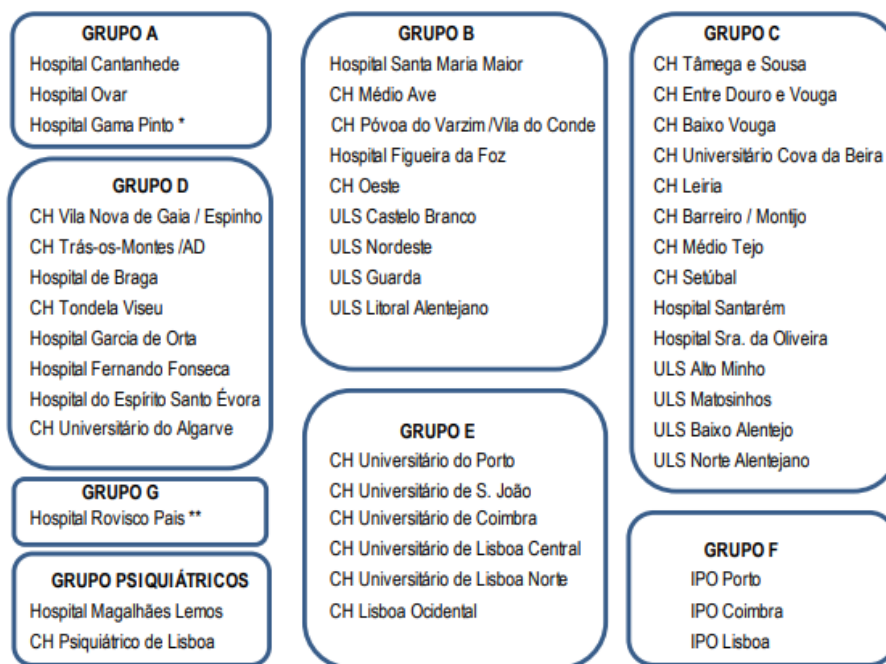 GRUPO A
Hospital Cantanhede
Hospital Ovar
Hospital Gama Pinto *
GRUPO B
Hospital Santa Maria Maior
CH Médio Ave
CH Póvoa do Varzim /Vila do Conde
Hospital Figueira da Foz
CH Oeste
ULS Castelo Branco
ULS Nordeste
ULS Guarda
ULS Litoral Alentejano
GRUPO C
CH Tâmega e Sousa
CH Entre Douro e Vouga
CH Baixo Vouga
CH Universitário Cova da Beira
CH Leiria
CH Barreiro / Montijo
CH Médio Tejo
CH Setúbal
Hospital Santarém
Hospital Sra. da Oliveira
ULS Alto Minho
ULS Matosinhos
ULS Baixo Alentejo
ULS Norte Alentejano
GRUPO D
CH Vila Nova de Gaia / Espinho
CH Trás-os-Montes /AD
Hospital de Braga
CH Tondela Viseu
Hospital Garcia de Orta
Hospital Fernando Fonseca
Hospital do Espírito Santo Évora
CH Universitário do Algarve
GRUPO E
CH Universitário do Porto
CH Universitário de S. João
CH Universitário de Coimbra
CH Universitário de Lisboa Central
CH Universitário de Lisboa Norte
CH Lisboa Ocidental
GRUPO G
Hospital Rovisco Pais **
GRUPO PSIQUIÁTRICOS
Hospital Magalhães Lemos
CH Psiquiátrico de Lisboa
GRUPO F
IPO Porto
IPO Coimbra
IPO Lisboa